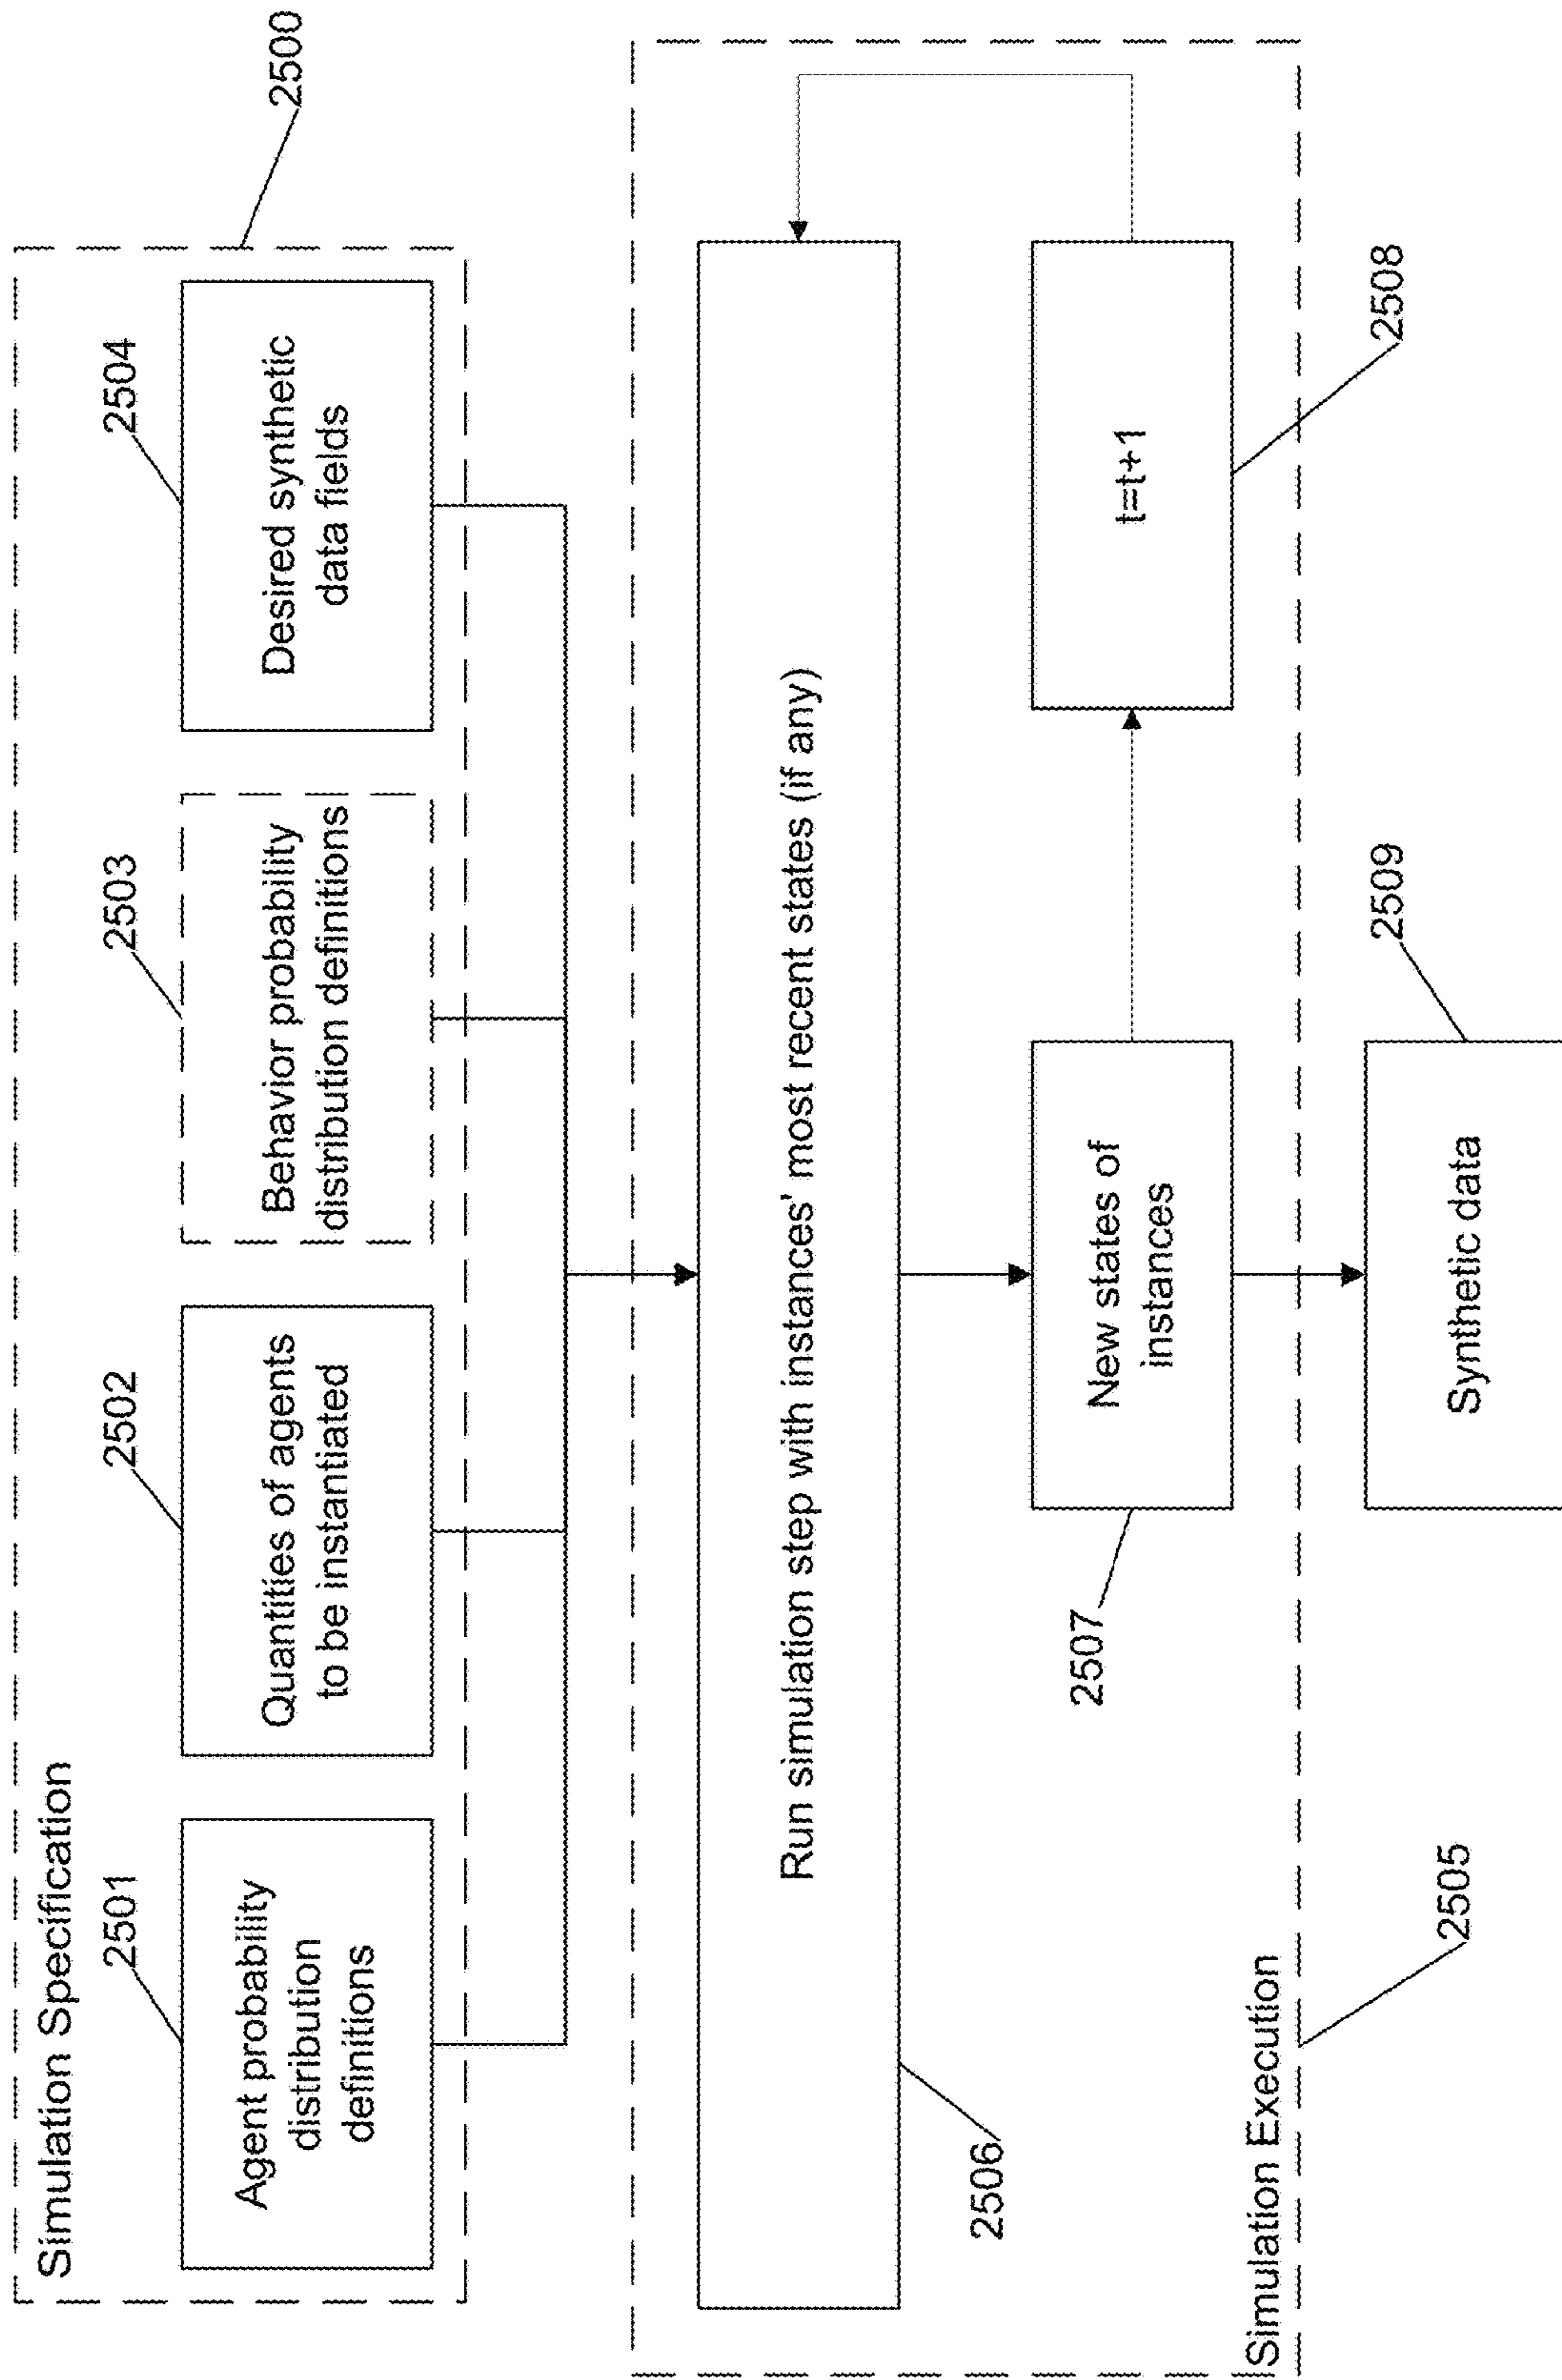 Simulation Specification
2500
2501
2502
2503
2504
Agent probability
distribution
definitions
Quantities of agents
to be instantiated
Behavior probability
distribution definitions
Desired synthetic
data fields
Run simulation step with instances' most recent states (if any)
2506
2507
New states of
instances
t=t+1
2508
Simulation Execution
2505
Synthetic data
2509